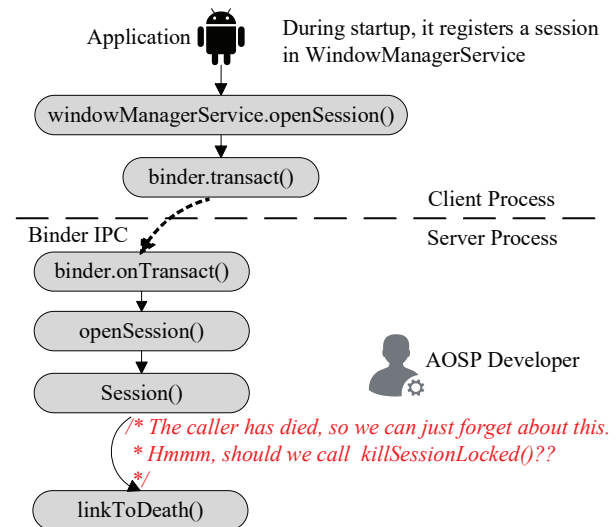 Application
During startup, it registers a session
in WindowManagerService
windowManagerService.openSession()
binder.transact()
Client Process
Binder IPC
Server Process
binder.onTransact()
openSession()
AOSP Developer
Session()
/* The caller has died, so we can just forget about this.
* Hmmm, should we call killSessionLocked()??
*/
linkToDeath()